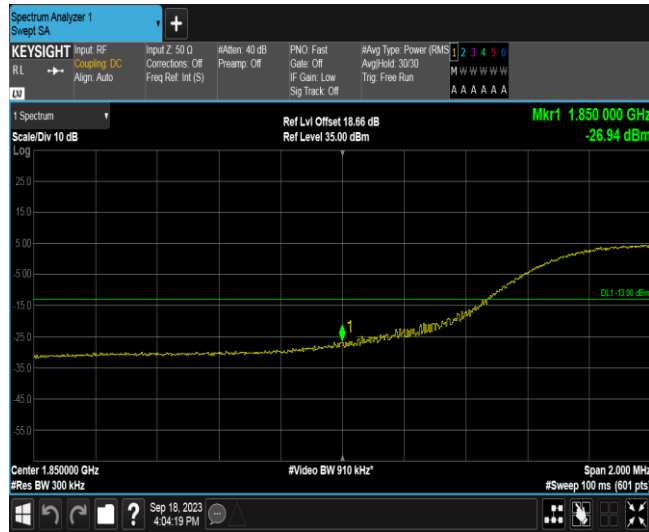 Spectrum Analyzer 1
Swept SA
KEYSIGHT
RL
LXI
Input: RF
Coupling: DC
Align: Auto
Input Z: 50 Ω
Corrections: Off
Freq Ref: Int (S)
#Atten: 40 dB
Preamp: Off
PNO: Fast
Gate: Off
IF Gain: Low
Sig Track: Off
#Avg Type: Power (RMS
Avg|Hold: 30/30
Trig: Free Run
1 2 3 4 5 6
M W W W W W
A A A A A A
1 Spectrum
Scale/Div 10 dB
Log
Ref Lvl Offset 18.66 dB
Ref Level 35.00 dBm
Mkr1 1.850 000 GHz
-26.94 dBm
25.0
15.0
5.00
-5.00
DL1 -13.00 dBm
-15.0
1
-25.0
-35.0
-45.0
-55.0
Center 1.850000 GHz
#Res BW 300 kHz
#Video BW 910 kHz*
Span 2.000 MHz
#Sweep 100 ms (601 pts)
?
Sep 18, 2023
4:04:19 PM